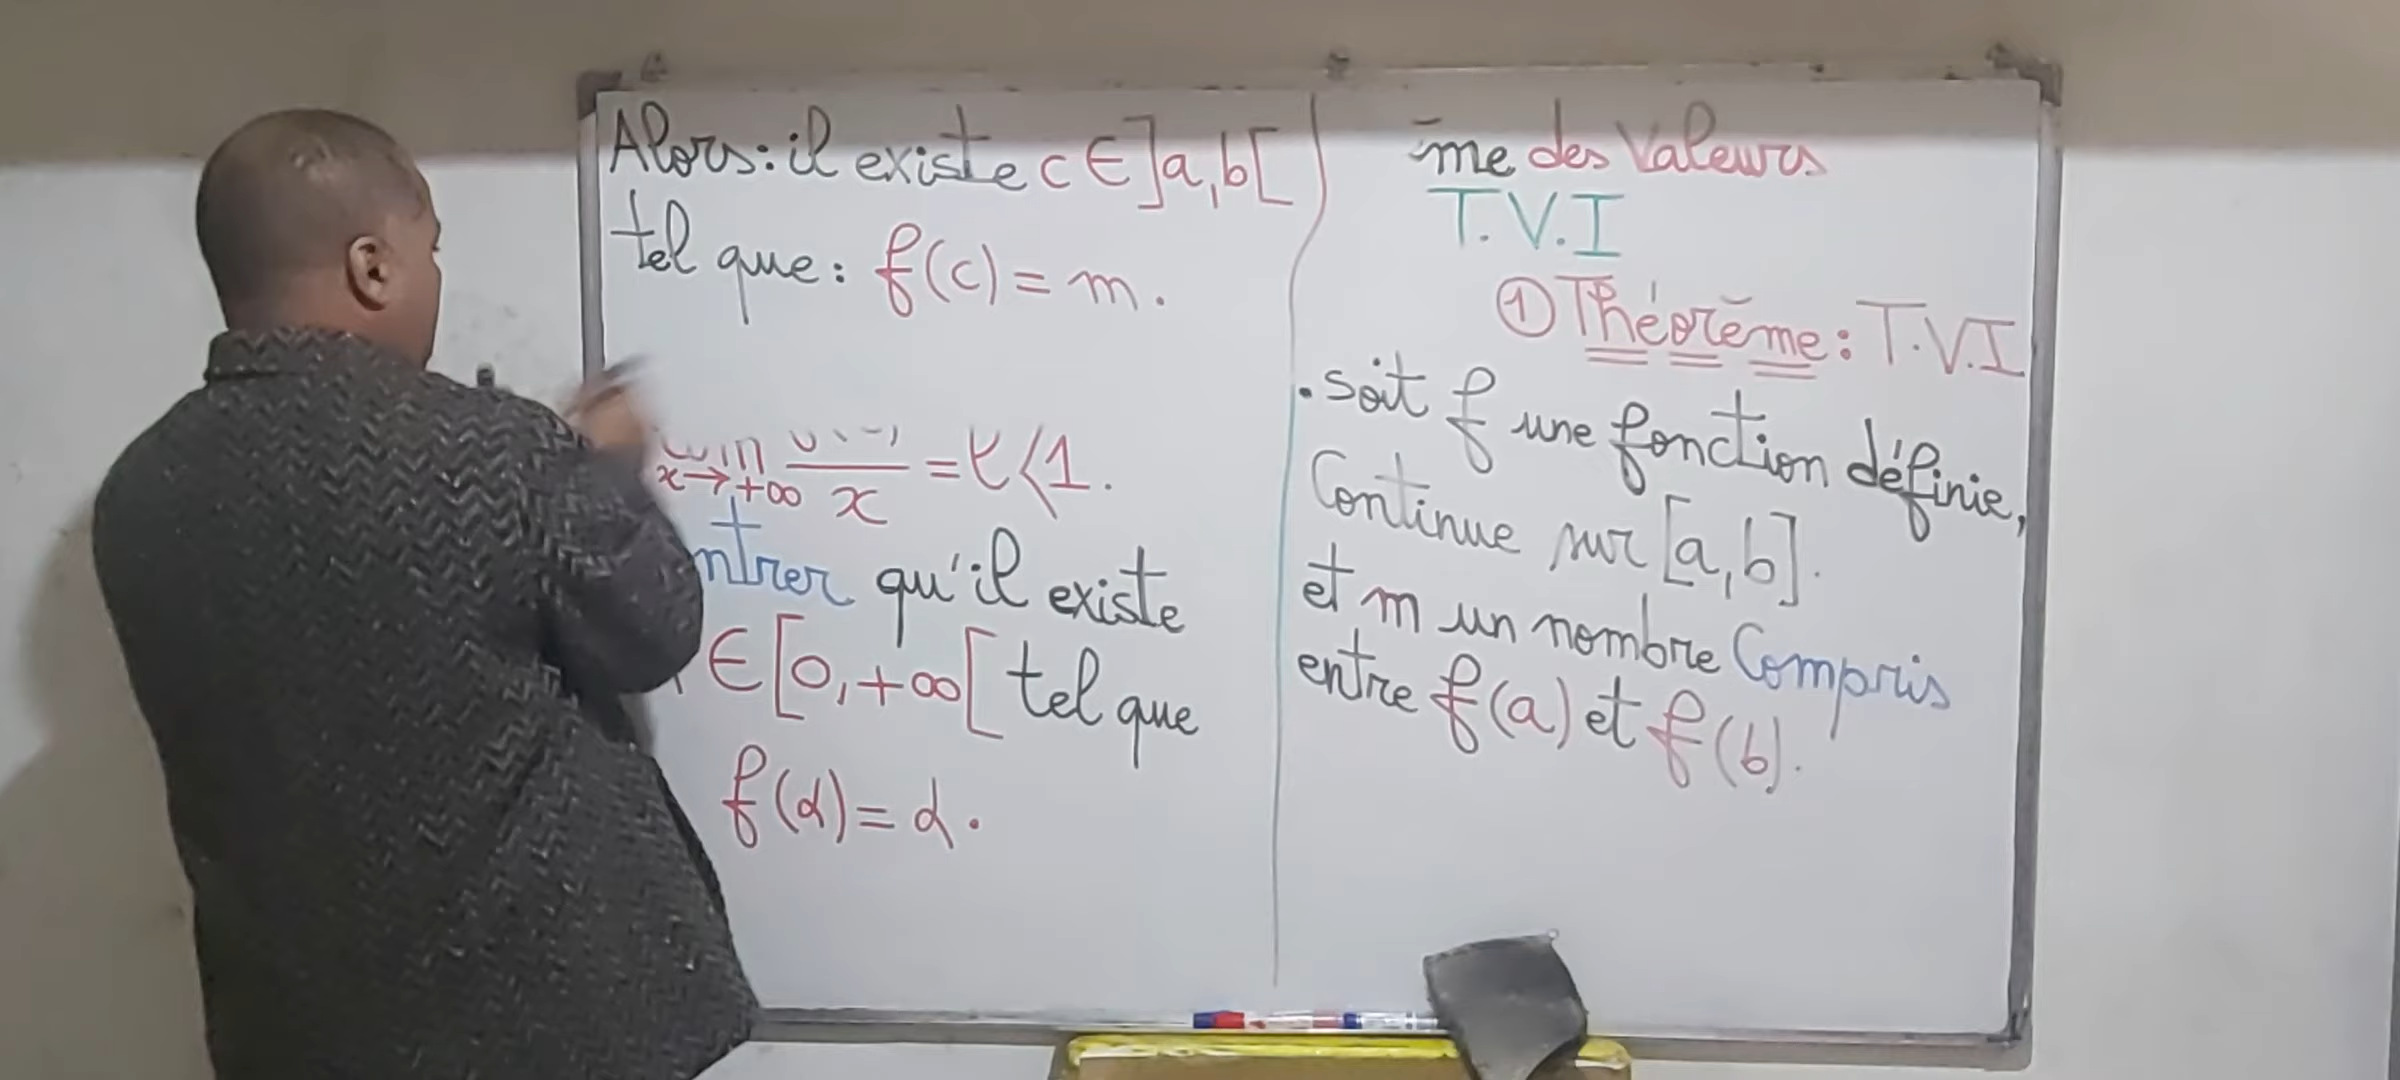 Alors: il existe c ∈ ]a,b[
tel que: f(c) = m.
x→+∞ x = l < 1.
ntrer qu'il existe
∈ [0,+∞[ tel que
f(α) = α.
me des Valeurs
T.V.I
① Théorème: T.V.I
. soit f une fonction définie,
Continue sur [a,b].
et m un nombre Compris
entre f(a) et f(b).